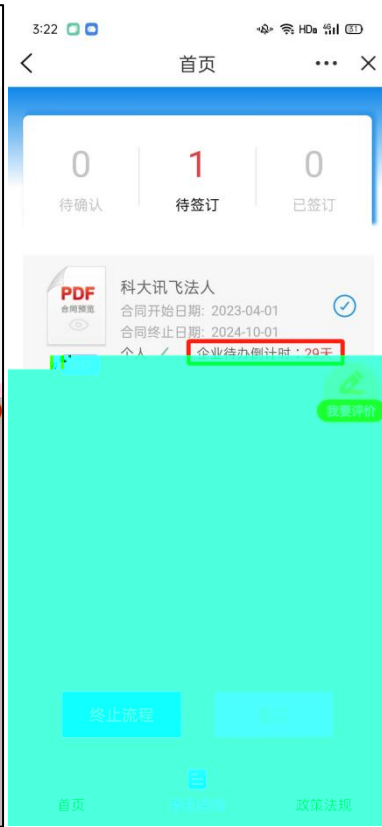 3:22 HD 4G 51
首页
0 1 0
待确认 待签订 已签订
PDF
合同预览
科大讯飞法人
合同开始日期: 2023-04-01
合同终止日期: 2024-10-01
个人 企业待办倒计时:29天
我要评价
终止流程
首页 政策法规